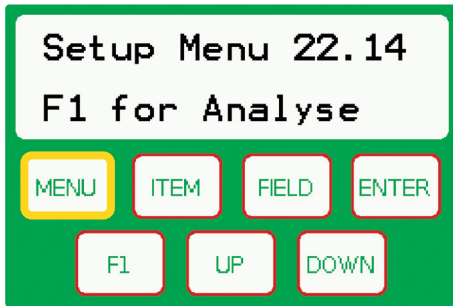 Setup Menu 22.14
F1 for Analyse
MENU ITEM FIELD ENTER
F1 UP DOWN